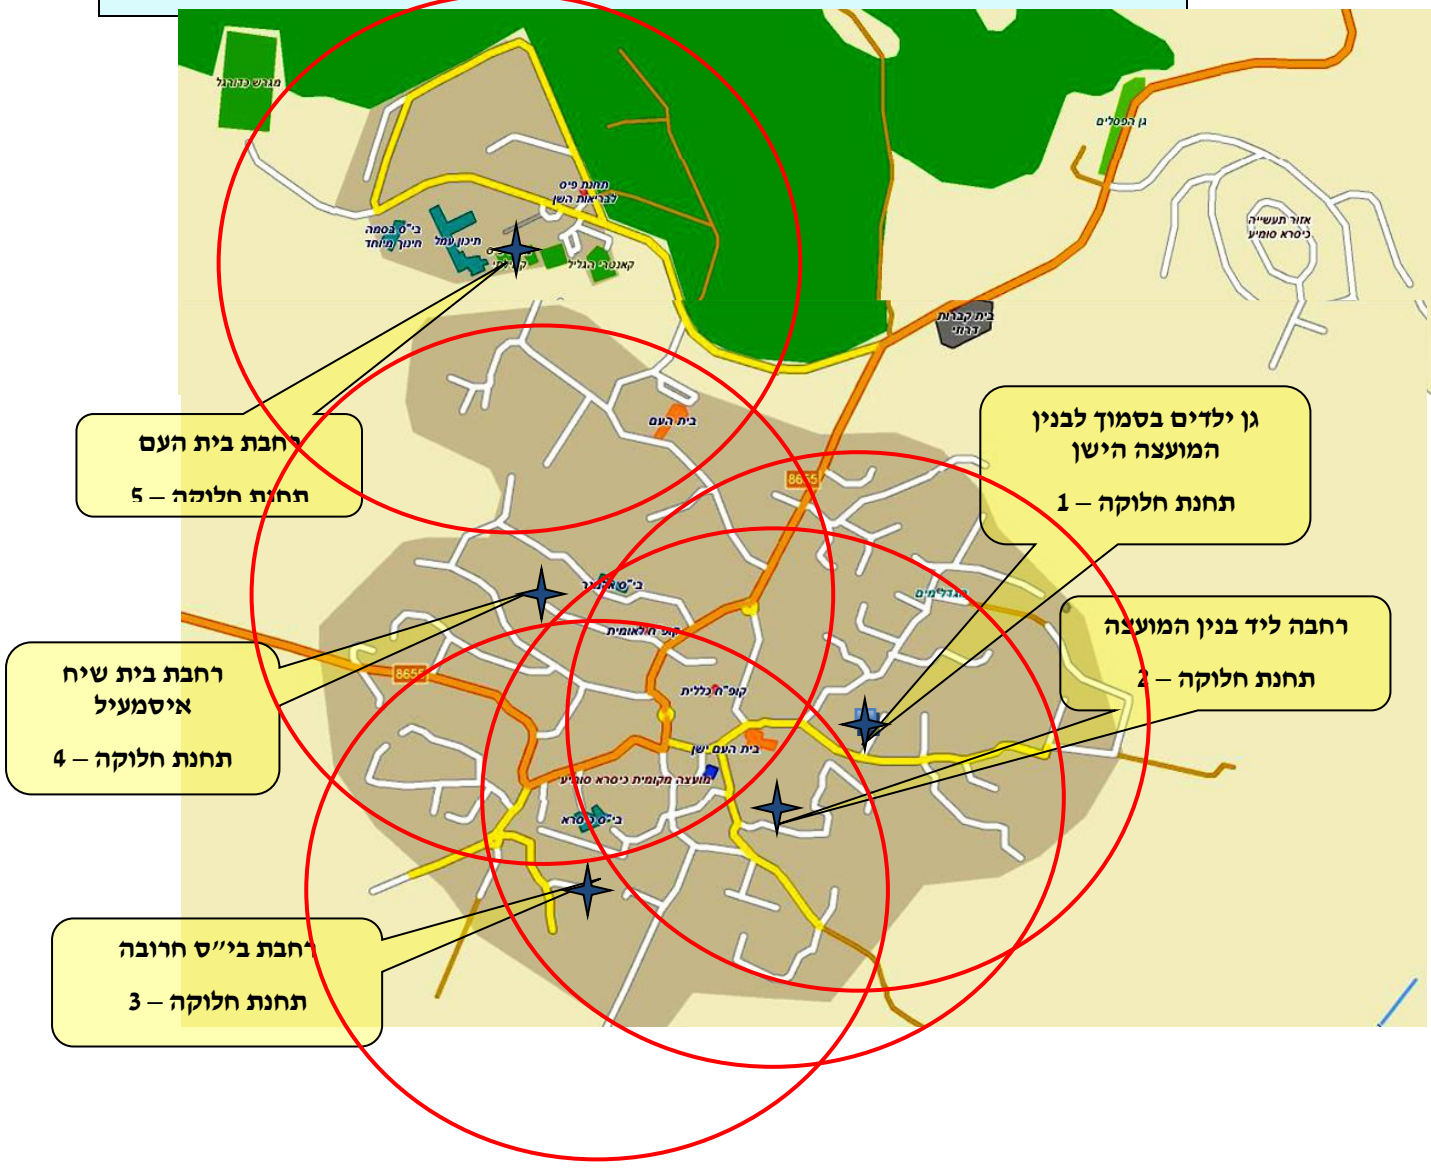 מגרש כדורגל
גן הפסלים
תחנת פיס
לבריאות השן
אזור תעשייה
כיסרא סומיע
בי"ס בסמה
חינוך מיוחד
תיכון עמל
קאנטרי הגליל
בית קברות
דרוזי
רחבת בית העם
תחנת חלוקה – 5
בית העם
גן ילדים בסמוך לבנין
המועצה הישן
תחנת חלוקה – 1
8655
בי"ס
מגדל מים
רחבה ליד בנין המועצה
תחנת חלוקה – 2
קופ"ח לאומית
רחבת בית שיח
איסמעיל
תחנת חלוקה – 4
8655
קופ"ח כללית
בית העם ישן
מועצה מקומית כיסרא סומיע
בי"ס כיסרא
רחבת בי״ס חרובה
תחנת חלוקה – 3